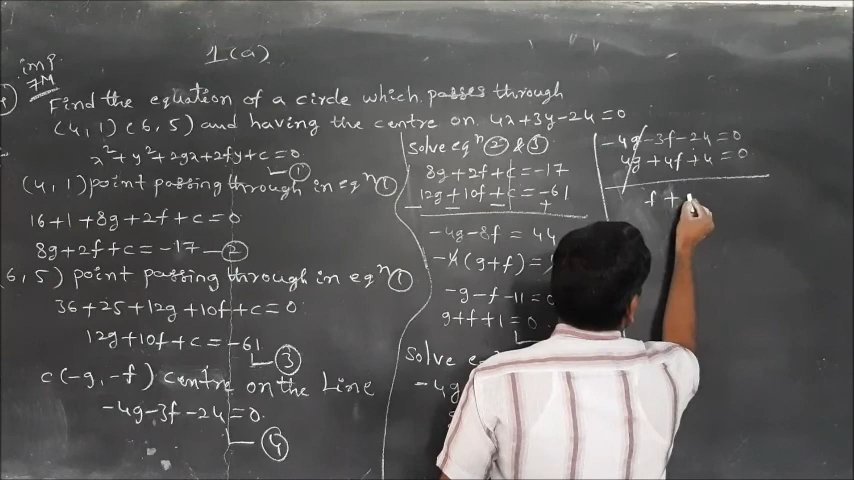 1(a)
imp
7M
Find the equation of a circle which passes through
(4,1) (6,5) and having the centre on 4x+3y-24=0
x²+y²+2gx+2fy+c=0
①
(4,1) point passing through in eqⁿ ①
16+1+8g+2f+c=0
8g+2f+c=-17 — ②
(6,5) point passing through in eqⁿ ①
36+25+12g+10f+c=0
12g+10f+c=-61
③
c(-g,-f) centre on the Line
-4g-3f-24=0
④
Solve eqⁿ ② & ③
8g+2f+c=-17
12g+10f+c=-61
- - - +
-4g-8f=44
-4(g+f)=
-g-f-11=0
g+f+1=0
Solve e
-4g
-4g-3f-24=0
4g+4f+4=0
f+